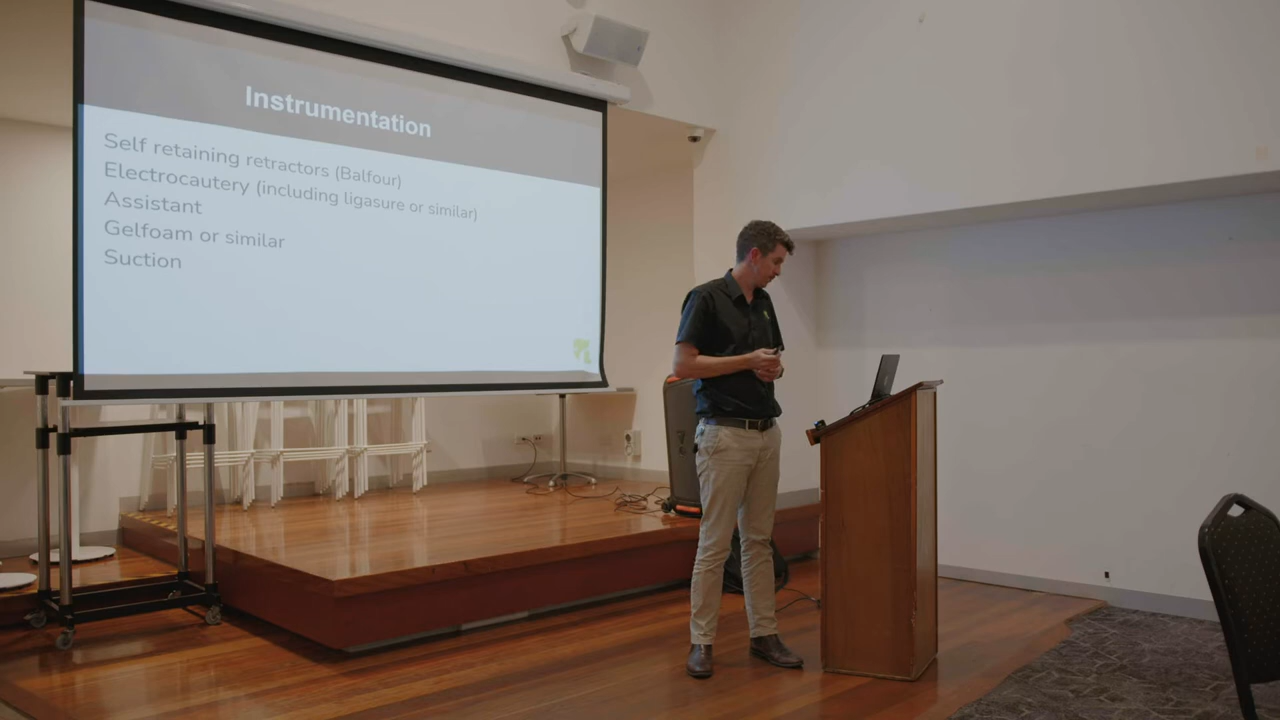 Instrumentation
Self retaining retractors (Balfour)
Electrocautery (including ligasure or similar)
Assistant
Gelfoam or similar
Suction